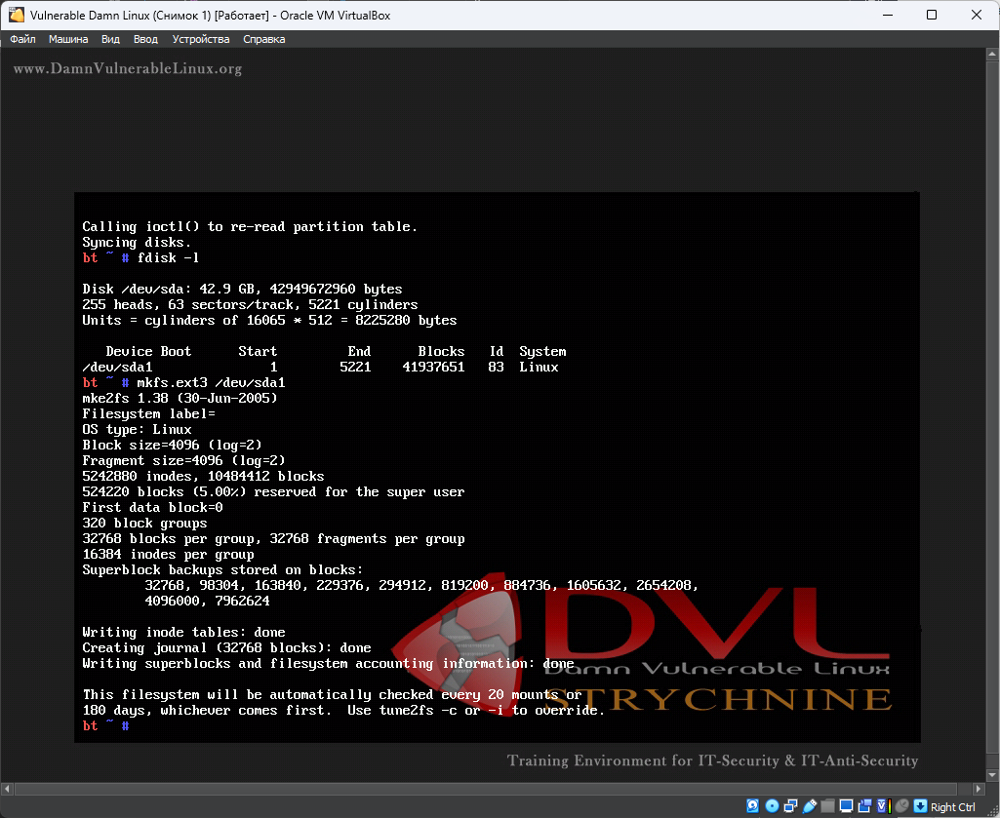 Vulnerable Damn Linux (Снимок 1) [Работает] - Oracle VM VirtualBox
Файл Машина Вид Ввод Устройства Справка
www.DamnVulnerableLinux.org
Calling ioctl() to re-read partition table.
Syncing disks.
bt ~ # fdisk -l
Disk /dev/sda: 42.9 GB, 42949672960 bytes
255 heads, 63 sectors/track, 5221 cylinders
Units = cylinders of 16065 * 512 = 8225280 bytes
Device Boot Start End Blocks Id System
/dev/sda1 1 5221 41937651 83 Linux
bt ~ # mkfs.ext3 /dev/sda1
mke2fs 1.38 (30-Jun-2005)
Filesystem label=
OS type: Linux
Block size=4096 (log=2)
Fragment size=4096 (log=2)
5242880 inodes, 10484412 blocks
524220 blocks (5.00%) reserved for the super user
First data block=0
320 block groups
32768 blocks per group, 32768 fragments per group
16384 inodes per group
Superblock backups stored on blocks:
32768, 98304, 163840, 229376, 294912, 819200, 884736, 1605632, 2654208,
4096000, 7962624
Writing inode tables: done
Creating journal (32768 blocks): done
Writing superblocks and filesystem accounting information: done
This filesystem will be automatically checked every 20 mounts or
180 days, whichever comes first.  Use tune2fs -c or -i to override.
bt ~ #
DVL
Damn Vulnerable Linux
STRYCHNINE
Training Environment for IT-Security & IT-Anti-Security
Right Ctrl